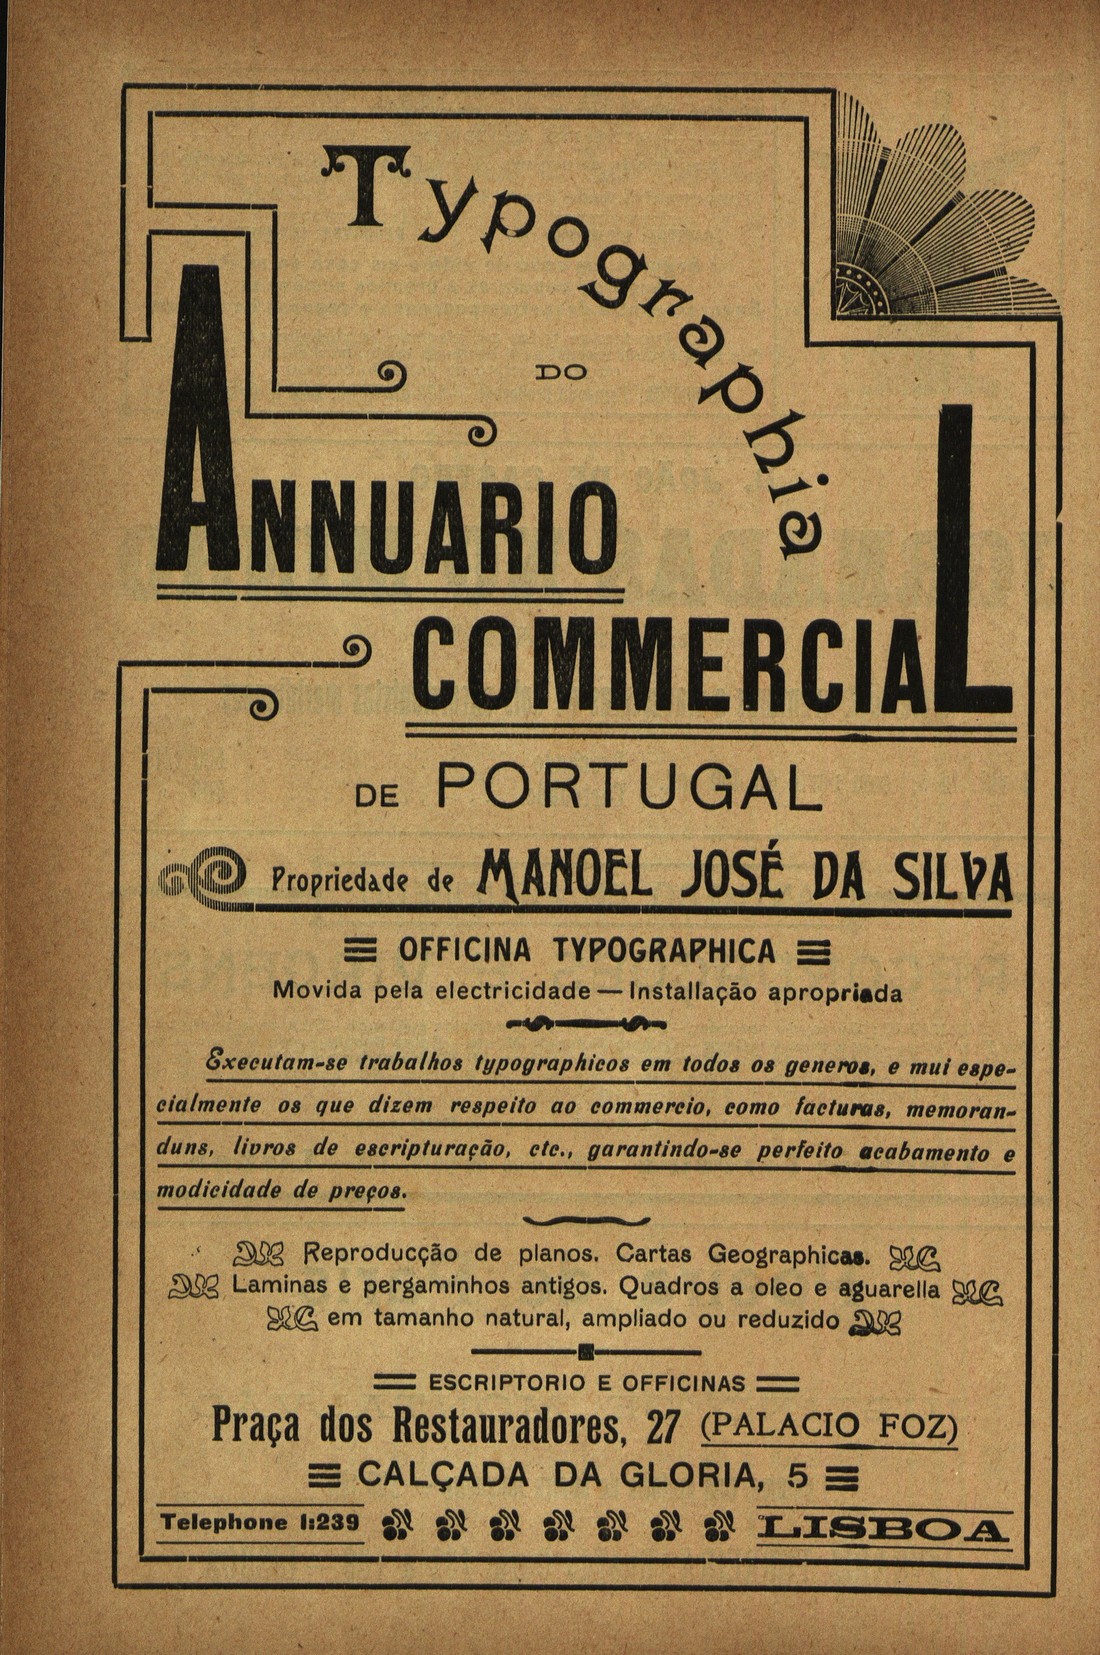 Typographia
DO
ANNUARIO
COMMERCIAL
DE PORTUGAL
Propriedade de MANOEL JOSÉ DA SILVA
OFFICINA TYPOGRAPHICA
Movida pela electricidade — Installação apropriada
Executam-se trabalhos typographicos em todos os generos, e mui espe-
cialmente os que dizem respeito ao commercio, como facturas, memoran-
duns, livros de escripturação, etc., garantindo-se perfeito acabamento e
modicidade de preços.
Reproducção de planos. Cartas Geographicas.
Laminas e pergaminhos antigos. Quadros a oleo e aguarella
em tamanho natural, ampliado ou reduzido
ESCRIPTORIO E OFFICINAS
Praça dos Restauradores, 27 (PALACIO FOZ)
CALÇADA DA GLORIA, 5
Telephone 1:239 LISBOA